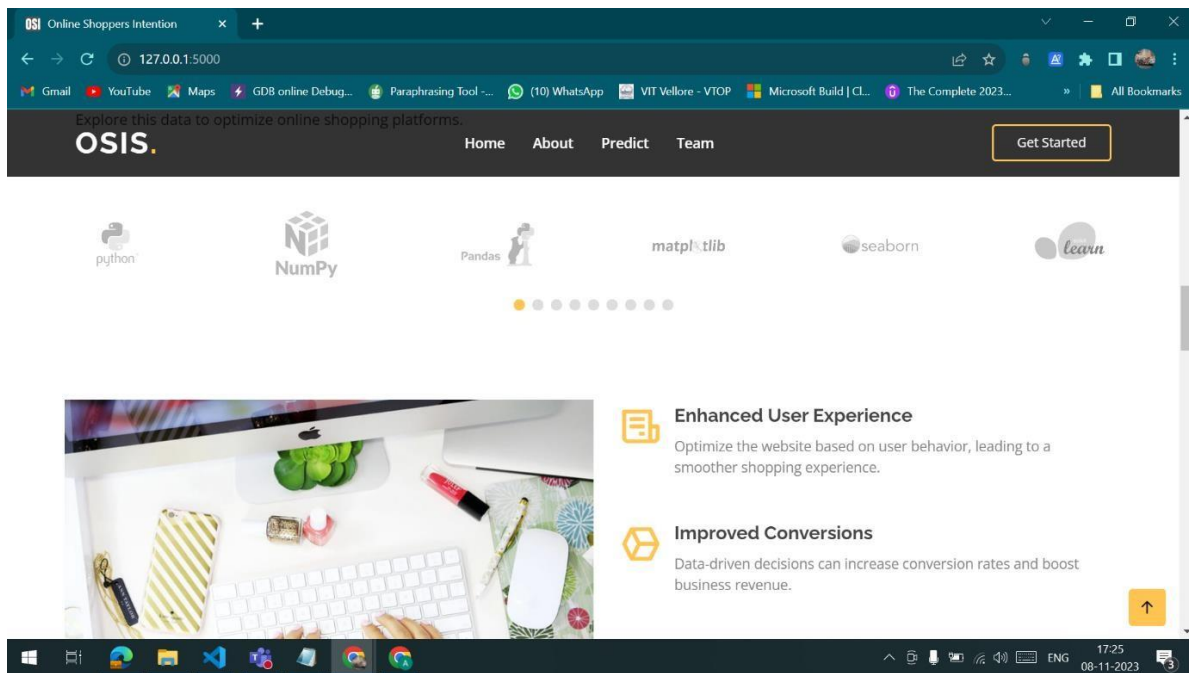 OSI Online Shoppers Intention
127.0.0.1:5000
Gmail YouTube Maps GDB online Debug... Paraphrasing Tool -... (10) WhatsApp VIT Vellore - VTOP Microsoft Build | Cl... The Complete 2023... » All Bookmarks
Explore this data to optimize online shopping platforms.
OSIS. Home About Predict Team Get Started
python NumPy Pandas matplotlib seaborn learn
Enhanced User Experience
Optimize the website based on user behavior, leading to a
smoother shopping experience.
Improved Conversions
Data-driven decisions can increase conversion rates and boost
business revenue.
ENG
17:25
08-11-2023
3